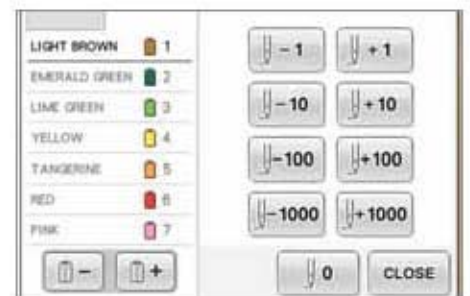 LIGHT BROWN 1
EMERALD GREEN 2
LIME GREEN 3
YELLOW 4
TANGERINE 5
RED 6
PINK 7
- +
-1 +1
-10 +10
-100 +100
-1000 +1000
0 CLOSE